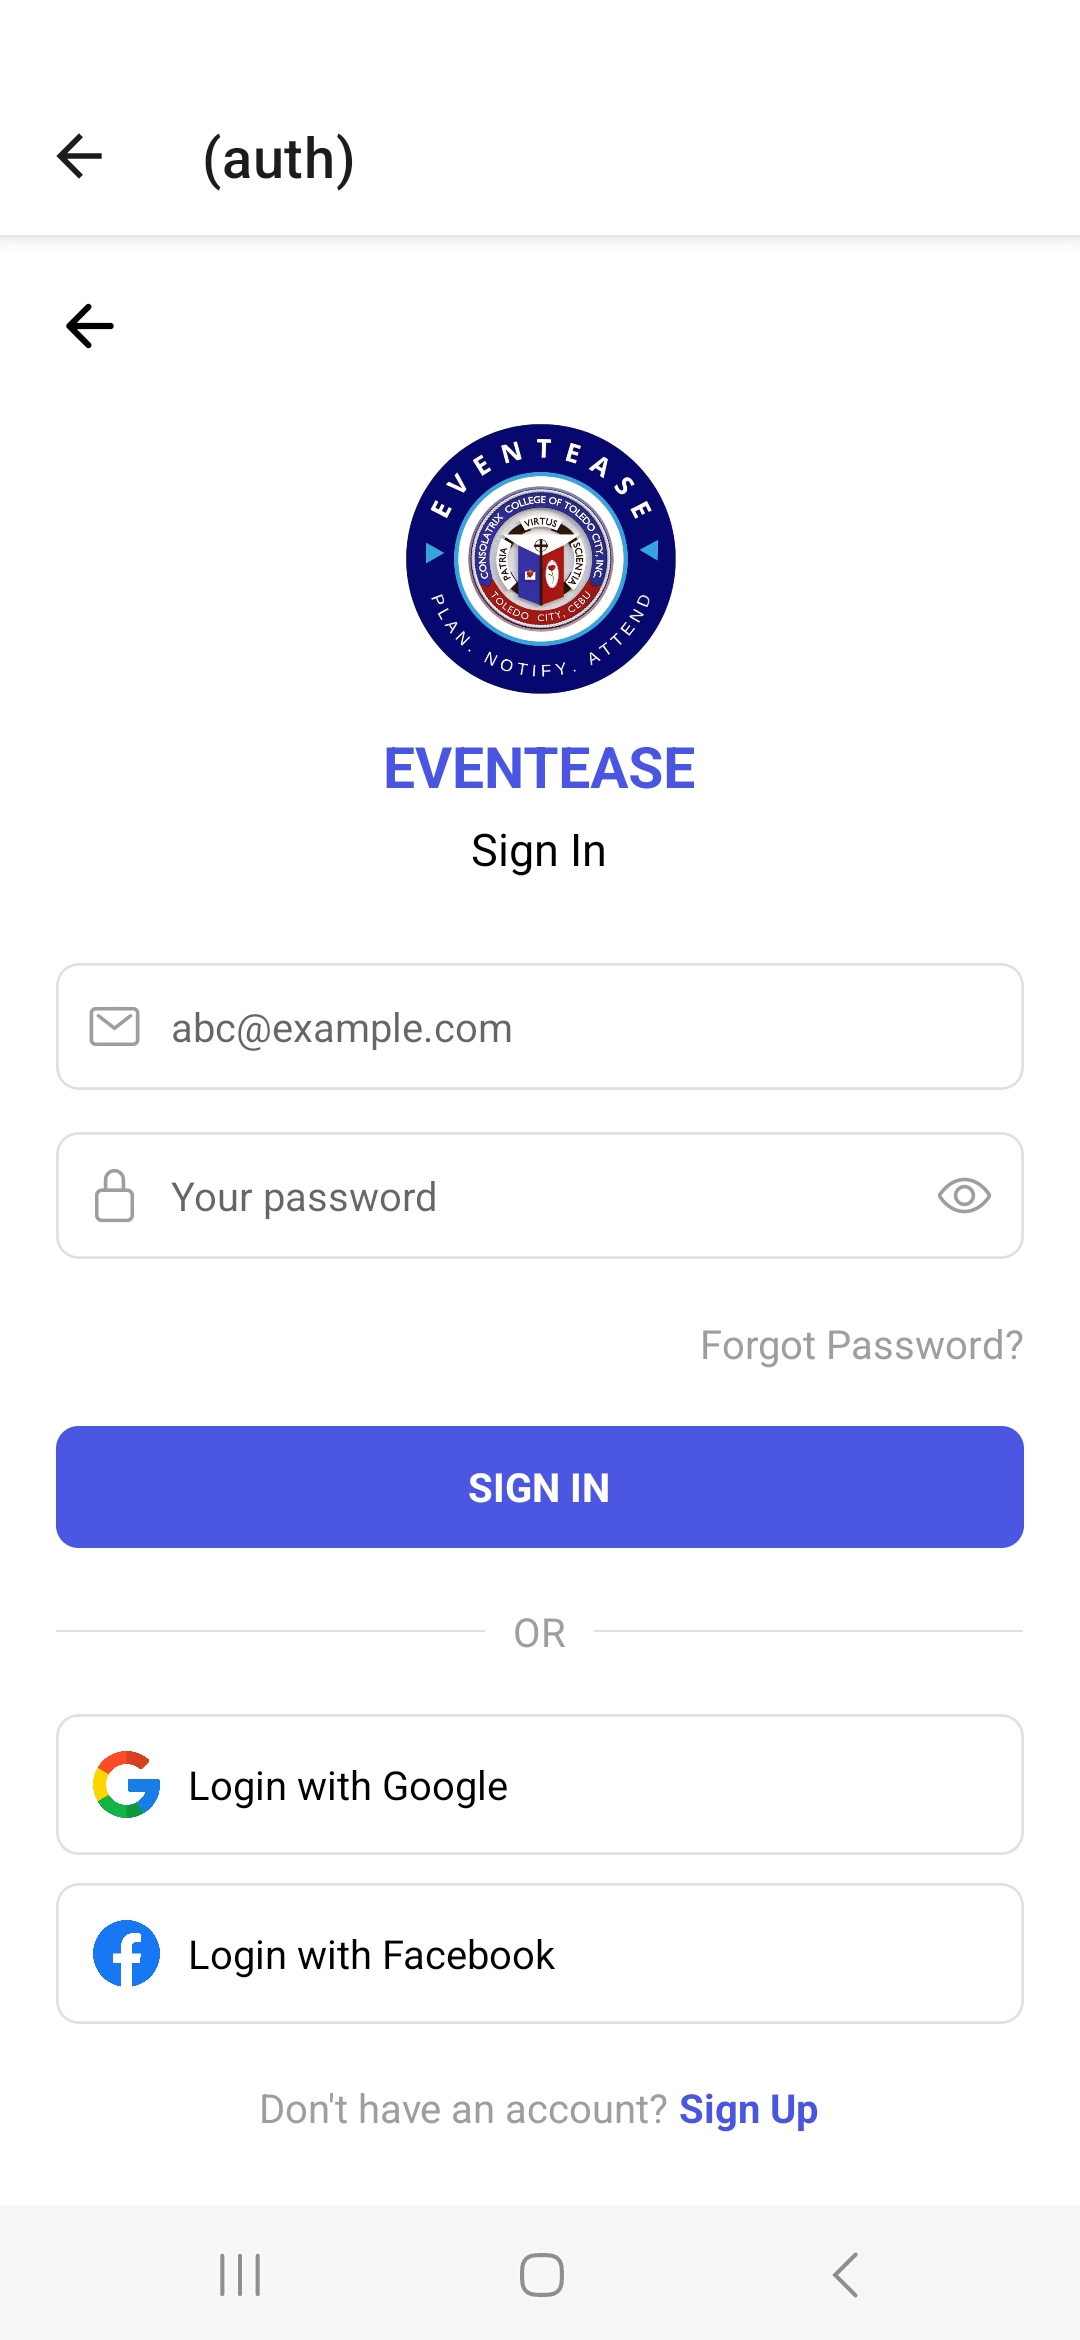 (auth)
EVENTEASE
CONSOLATRIX COLLEGE OF TOLEDO CITY, INC.
VIRTUS
PATRIA
SCIENTIA
TOLEDO CITY, CEBU
PLAN. NOTIFY. ATTEND
EVENTEASE
Sign In
abc@example.com
Your password
Forgot Password?
SIGN IN
OR
Login with Google
Login with Facebook
Don't have an account? Sign Up